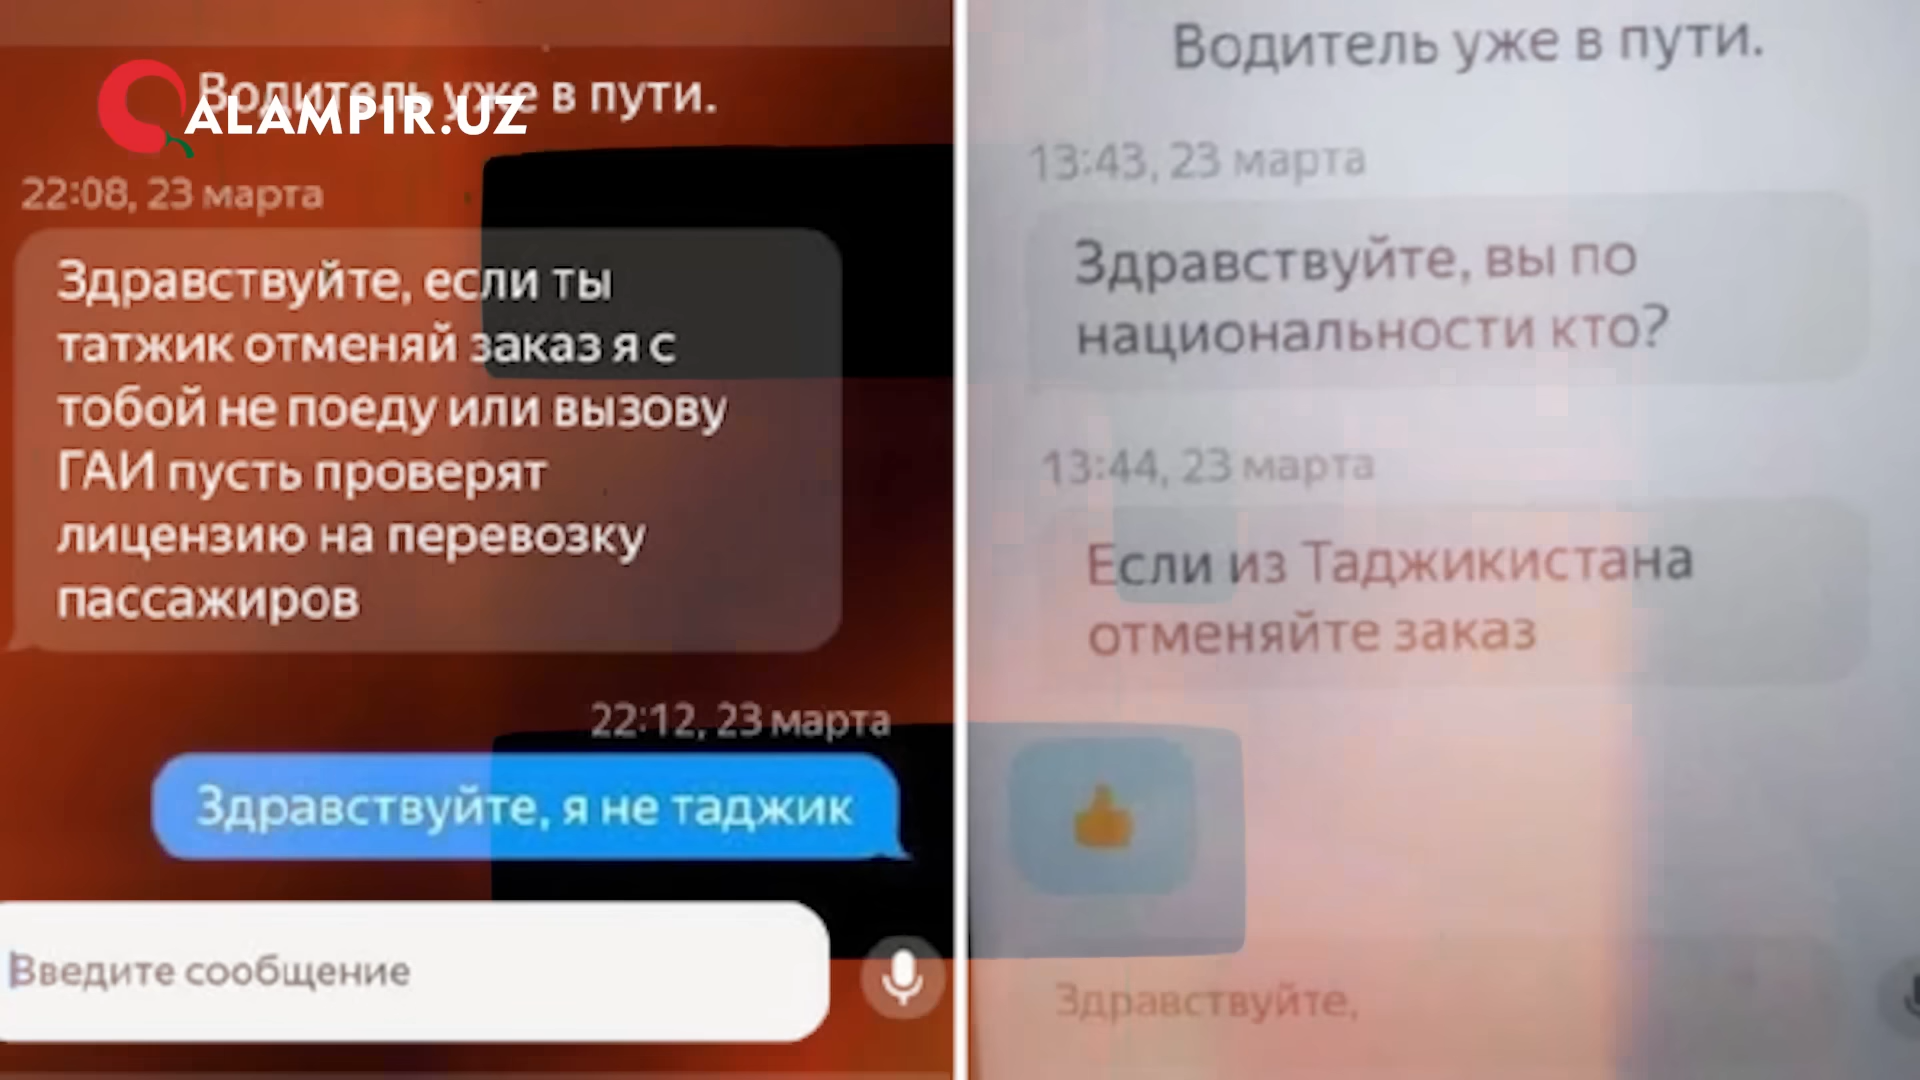 Водитель уже в пути.
QALAMPIR.UZ
22:08, 23 марта
Здравствуйте, если ты
татжик отменяй заказ я с
тобой не поеду или вызову
ГАИ пусть проверят
лицензию на перевозку
пассажиров
22:12, 23 марта
Здравствуйте, я не таджик
Введите сообщение
Водитель уже в пути.
13:43, 23 марта
Здравствуйте, вы по
национальности кто?
13:44, 23 марта
Если из Таджикистана
отменяйте заказ
Здравствуйте,